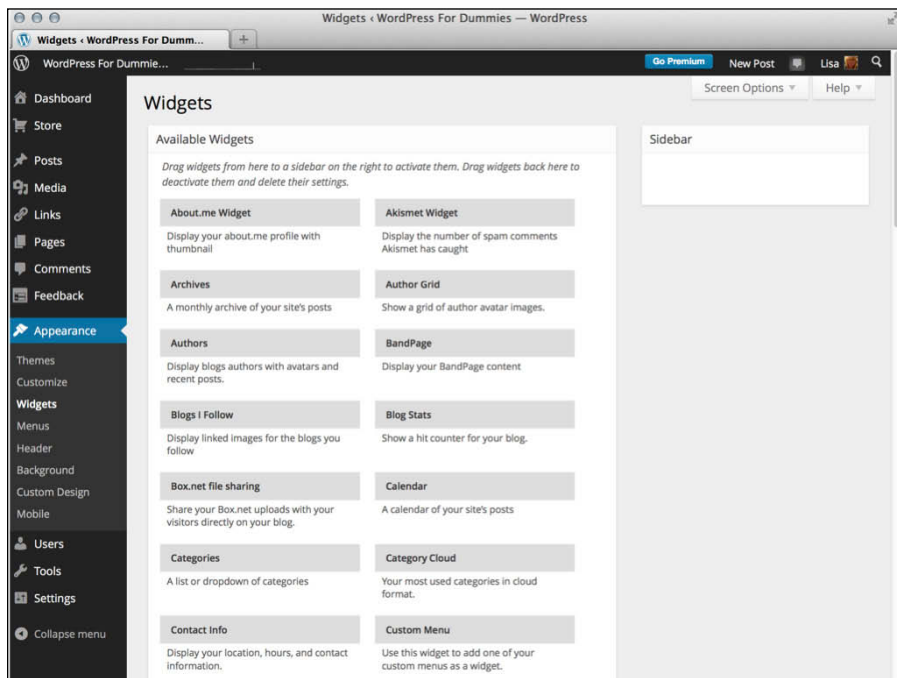 Widgets ‹ WordPress For Dummies — WordPress
Widgets ‹ WordPress For Dumm...
WordPress For Dummie...
Go Premium
New Post
Lisa
Screen Options
Help
Dashboard
Store
Posts
Media
Links
Pages
Comments
Feedback
Appearance
Themes
Customize
Widgets
Menus
Header
Background
Custom Design
Mobile
Users
Tools
Settings
Collapse menu
Widgets
Available Widgets
Drag widgets from here to a sidebar on the right to activate them. Drag widgets back here to
deactivate them and delete their settings.
About.me Widget
Display your about.me profile with
thumbnail
Akismet Widget
Display the number of spam comments
Akismet has caught
Archives
A monthly archive of your site's posts
Author Grid
Show a grid of author avatar images.
Authors
Display blogs authors with avatars and
recent posts.
BandPage
Display your BandPage content
Blogs I Follow
Display linked images for the blogs you
follow
Blog Stats
Show a hit counter for your blog.
Box.net file sharing
Share your Box.net uploads with your
visitors directly on your blog.
Calendar
A calendar of your site's posts
Categories
A list or dropdown of categories
Category Cloud
Your most used categories in cloud
format.
Contact Info
Display your location, hours, and contact
information.
Custom Menu
Use this widget to add one of your
custom menus as a widget.
Sidebar